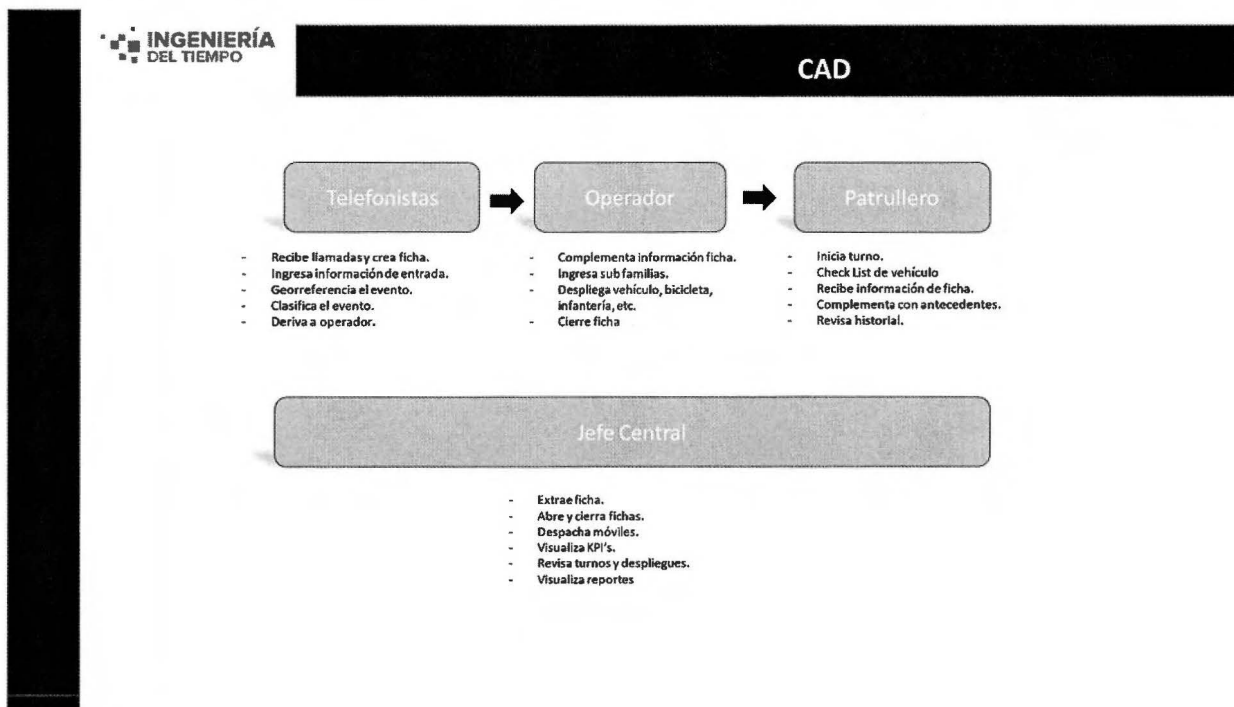 INGENIERÍA
DEL TIEMPO
CAD
Telefonistas
- Recibe llamadas y crea ficha.
- Ingresa información de entrada.
- Georreferencia el evento.
- Clasifica el evento.
- Deriva a operador.
Operador
- Complementa información ficha.
- Ingresa sub familias.
- Despliega vehículo, bicicleta,
infantería, etc.
- Cierre ficha
Patrullero
- Inicia turno.
- Check List de vehículo
- Recibe información de ficha.
- Complementa con antecedentes.
- Revisa historial.
Jefe Central
- Extrae ficha.
- Abre y cierra fichas.
- Despacha móviles.
- Visualiza KPI's.
- Revisa turnos y despliegues.
- Visualiza reportes